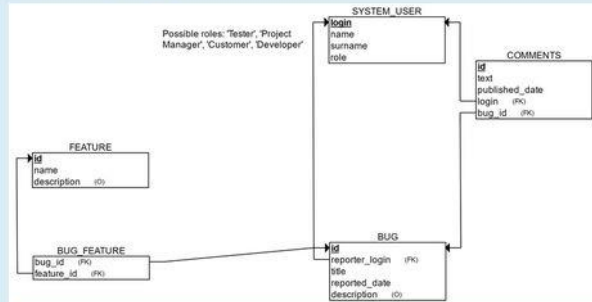 SYSTEM_USER
login
name
surname
role
Possible roles: 'Tester', 'Project
Manager', 'Customer', 'Developer'
COMMENTS
id
text
published_date
login (FK)
bug_id (FK)
FEATURE
id
name
description (O)
BUG_FEATURE
bug_id (FK)
feature_id (FK)
BUG
id
reporter_login (FK)
title
reported_date
description (O)